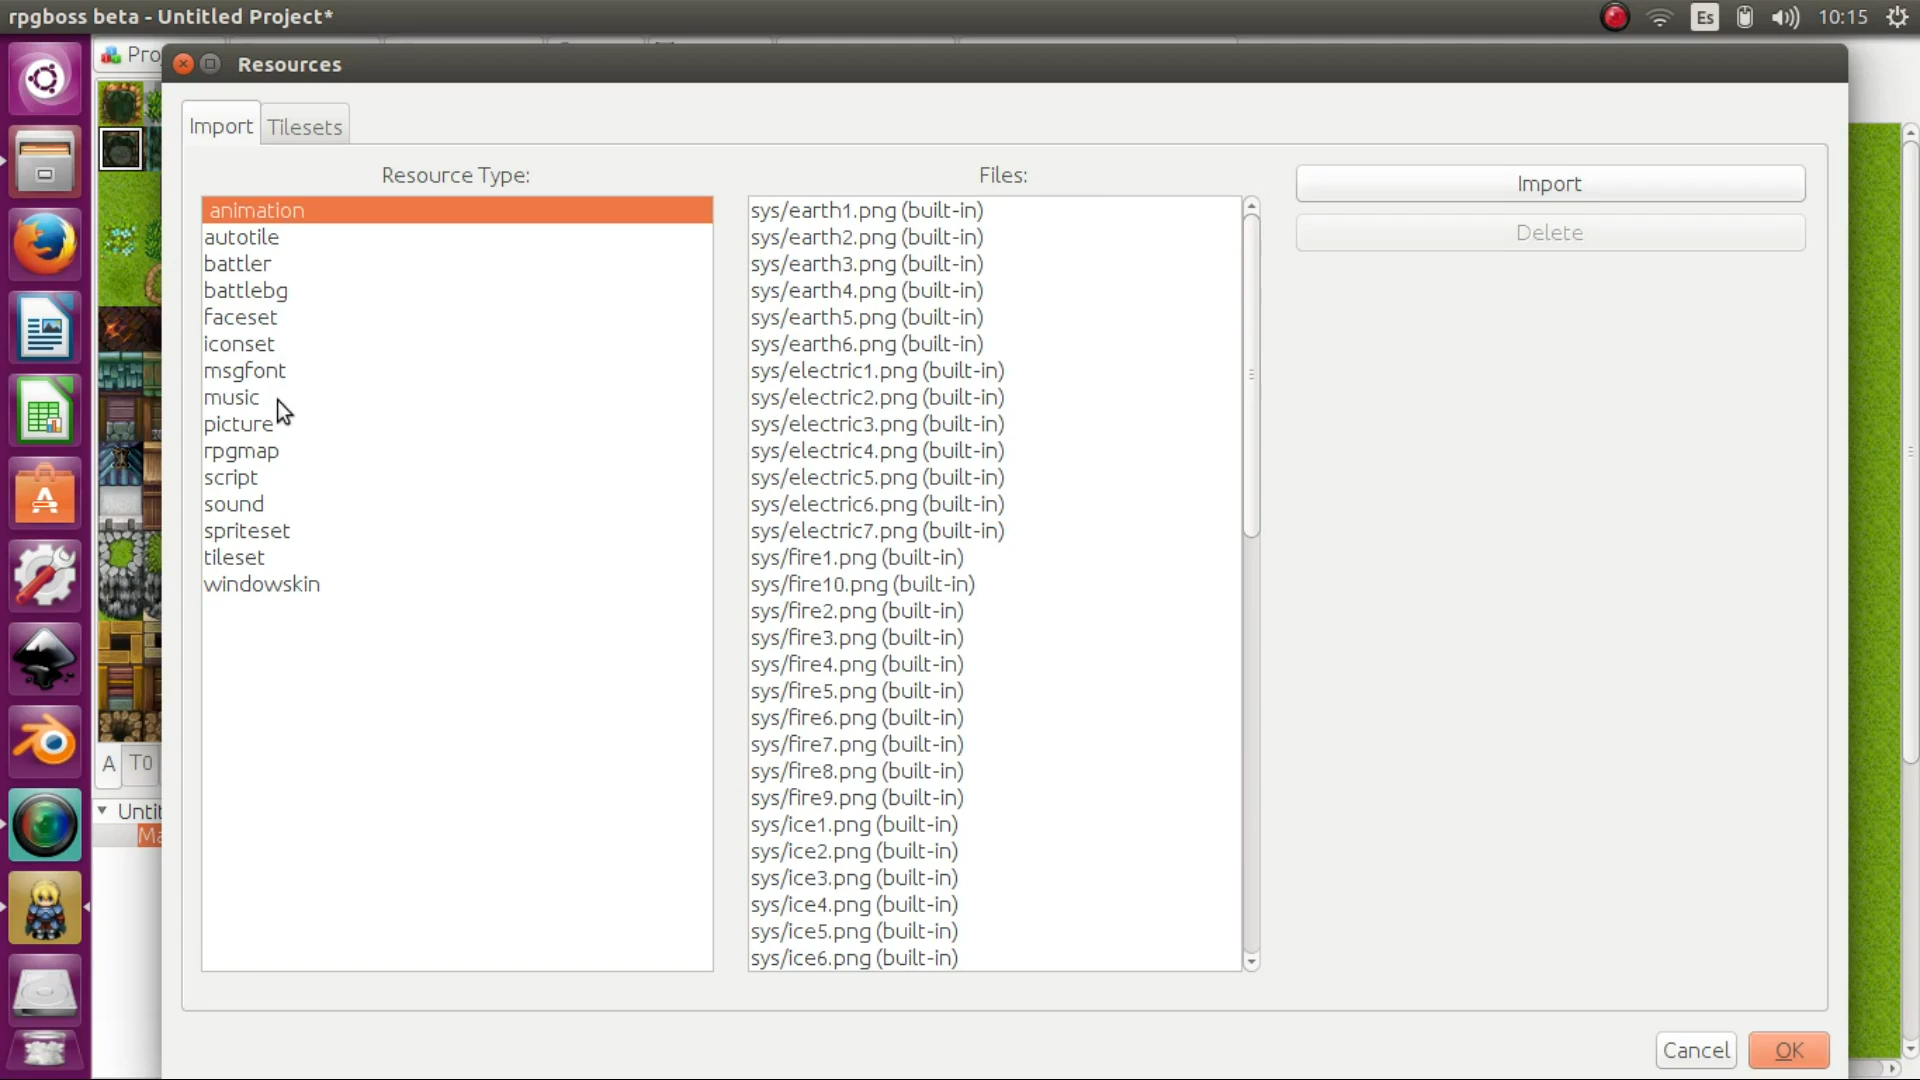 rpgboss beta - Untitled Project*
Es
10:15
Pro
Resources
Import
Tilesets
Resource Type:
animation
autotile
battler
battlebg
faceset
iconset
msgfont
music
picture
rpgmap
script
sound
spriteset
tileset
windowskin
Files:
sys/earth1.png (built-in)
sys/earth2.png (built-in)
sys/earth3.png (built-in)
sys/earth4.png (built-in)
sys/earth5.png (built-in)
sys/earth6.png (built-in)
sys/electric1.png (built-in)
sys/electric2.png (built-in)
sys/electric3.png (built-in)
sys/electric4.png (built-in)
sys/electric5.png (built-in)
sys/electric6.png (built-in)
sys/electric7.png (built-in)
sys/fire1.png (built-in)
sys/fire10.png (built-in)
sys/fire2.png (built-in)
sys/fire3.png (built-in)
sys/fire4.png (built-in)
sys/fire5.png (built-in)
sys/fire6.png (built-in)
sys/fire7.png (built-in)
sys/fire8.png (built-in)
sys/fire9.png (built-in)
sys/ice1.png (built-in)
sys/ice2.png (built-in)
sys/ice3.png (built-in)
sys/ice4.png (built-in)
sys/ice5.png (built-in)
sys/ice6.png (built-in)
Import
Delete
A T0
Untit
Ma
Cancel
OK